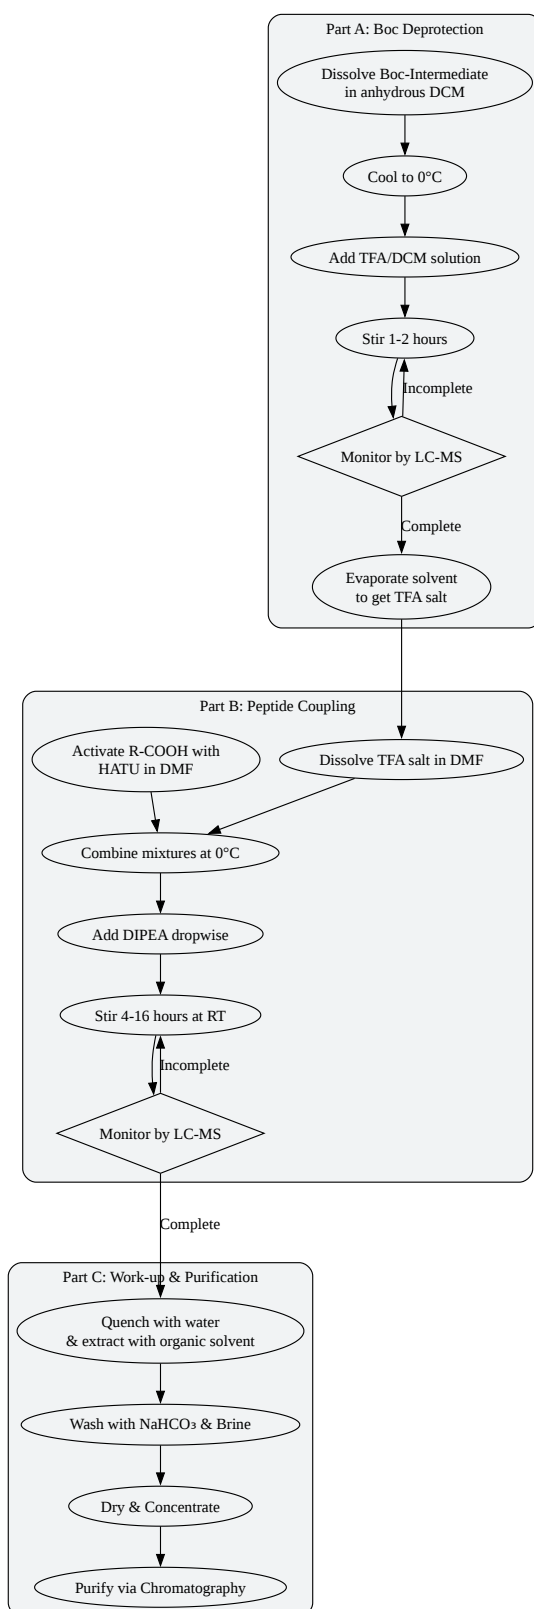 Part A: Boc Deprotection
Dissolve Boc-Intermediate
in anhydrous DCM
Cool to 0°C
Add TFA/DCM solution
Stir 1-2 hours
Incomplete
Monitor by LC-MS
Complete
Evaporate solvent
to get TFA salt
Part B: Peptide Coupling
Activate R-COOH with
HATU in DMF
Dissolve TFA salt in DMF
Combine mixtures at 0°C
Add DIPEA dropwise
Stir 4-16 hours at RT
Incomplete
Monitor by LC-MS
Complete
Part C: Work-up & Purification
Quench with water
& extract with organic solvent
Wash with NaHCO₃ & Brine
Dry & Concentrate
Purify via Chromatography